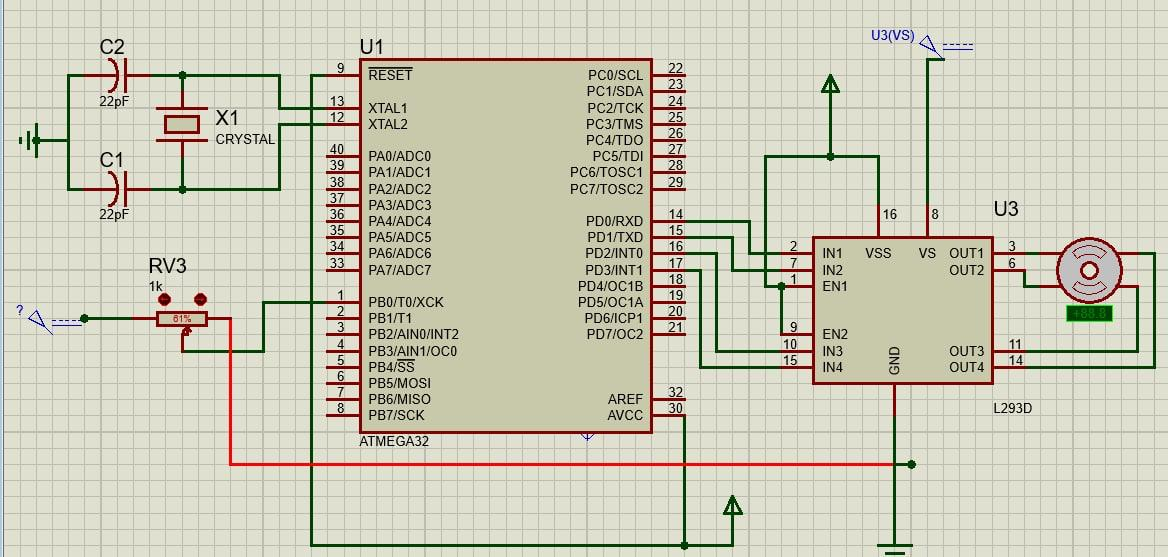 C2
22pF
X1
CRYSTAL
C1
22pF
RV3
1k
61%
?
U1
9 RESET
13 XTAL1
12 XTAL2
40 PA0/ADC0
39 PA1/ADC1
38 PA2/ADC2
37 PA3/ADC3
36 PA4/ADC4
35 PA5/ADC5
34 PA6/ADC6
33 PA7/ADC7
1 PB0/T0/XCK
2 PB1/T1
3 PB2/AIN0/INT2
4 PB3/AIN1/OC0
5 PB4/SS
6 PB5/MOSI
7 PB6/MISO
8 PB7/SCK
PC0/SCL 22
PC1/SDA 23
PC2/TCK 24
PC3/TMS 25
PC4/TDO 26
PC5/TDI 27
PC6/TOSC1 28
PC7/TOSC2 29
PD0/RXD 14
PD1/TXD 15
PD2/INT0 16
PD3/INT1 17
PD4/OC1B 18
PD5/OC1A 19
PD6/ICP1 20
PD7/OC2 21
AREF 32
AVCC 30
ATMEGA32
U3(VS)
U3
16 VSS
8 VS
2 IN1
7 IN2
1 EN1
9 EN2
10 IN3
15 IN4
OUT1 3
OUT2 6
OUT3 11
OUT4 14
GND
L293D
+88.8